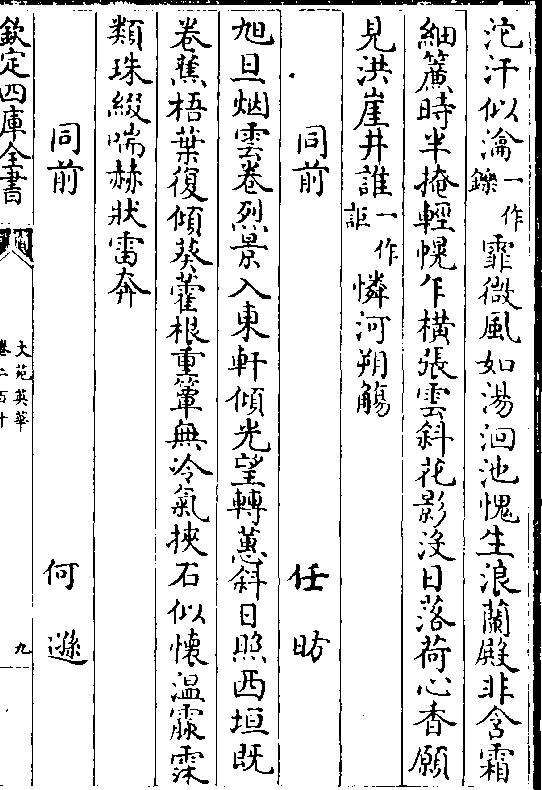 沱汗似瀹一作鑠霏微風如湯洄池愧生浪蘭殿非含霜
細簾時半掩輕幌乍橫張雲斜花影沒日落荷心香願
見洪崖井誰一作詎憐河朔觴
同前　任昉
旭旦烟雲卷烈景入東軒傾光望轉蕙斜日照西垣既
卷蕉梧葉復傾葵藿根重簟無冷氣挾石似懷温霡霂
類珠綴喘赫狀雷奔
同前　何遜
欽定四庫全書　文苑英華卷二百十　九